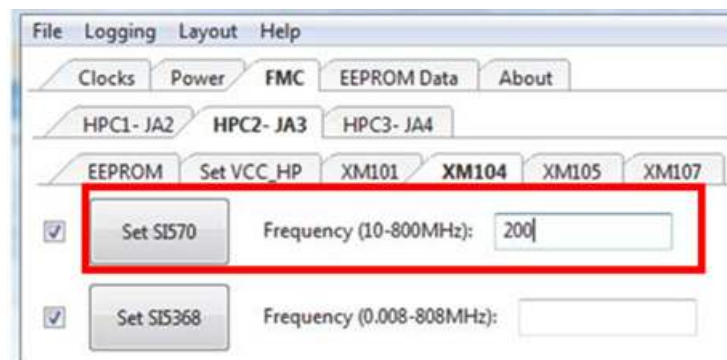 File Logging Layout Help
Clocks Power FMC EEPROM Data About
HPC1- JA2 HPC2- JA3 HPC3- JA4
EEPROM Set VCC_HP XM101 XM104 XM105 XM107
Set SI570 Frequency (10-800MHz): 200
Set SI5368 Frequency (0.008-808MHz):